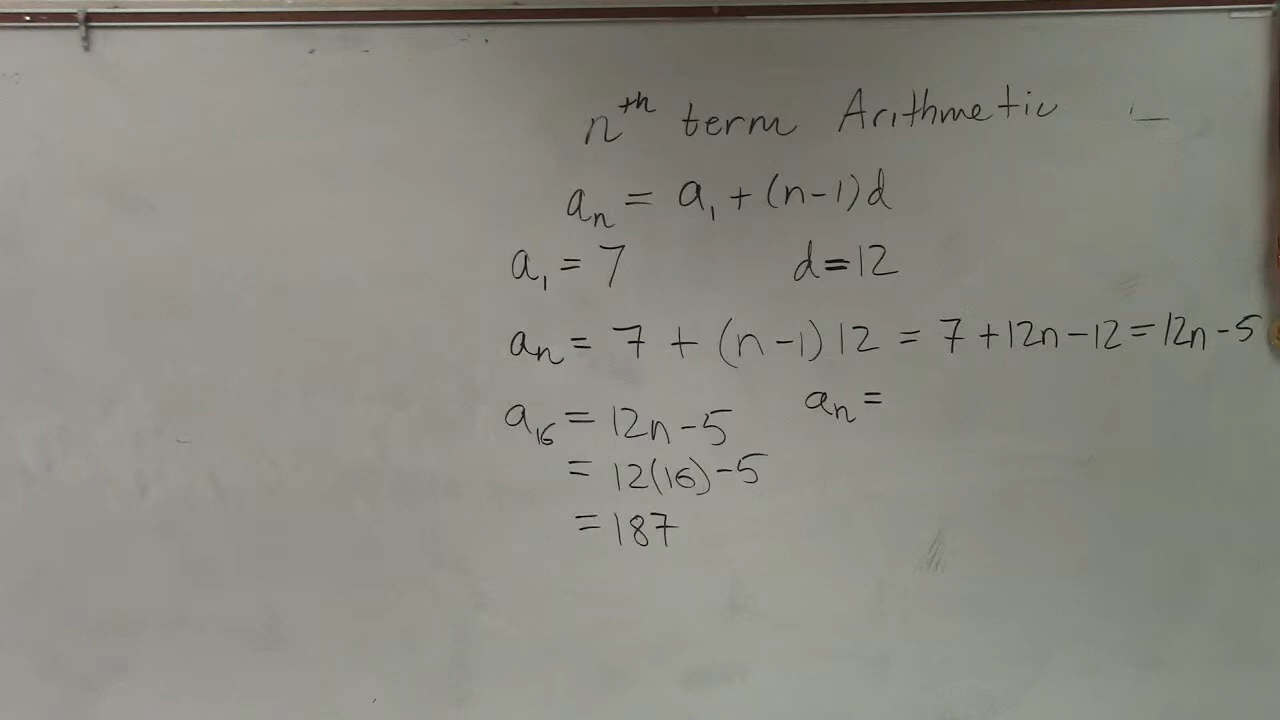 nᵗʰ term Arithmetic
aₙ = a₁ + (n-1)d
a₁ = 7 d=12
aₙ = 7 + (n-1)12 = 7+12n-12=12n-5
aₙ =
a₁₆ = 12n-5
= 12(16)-5
= 187